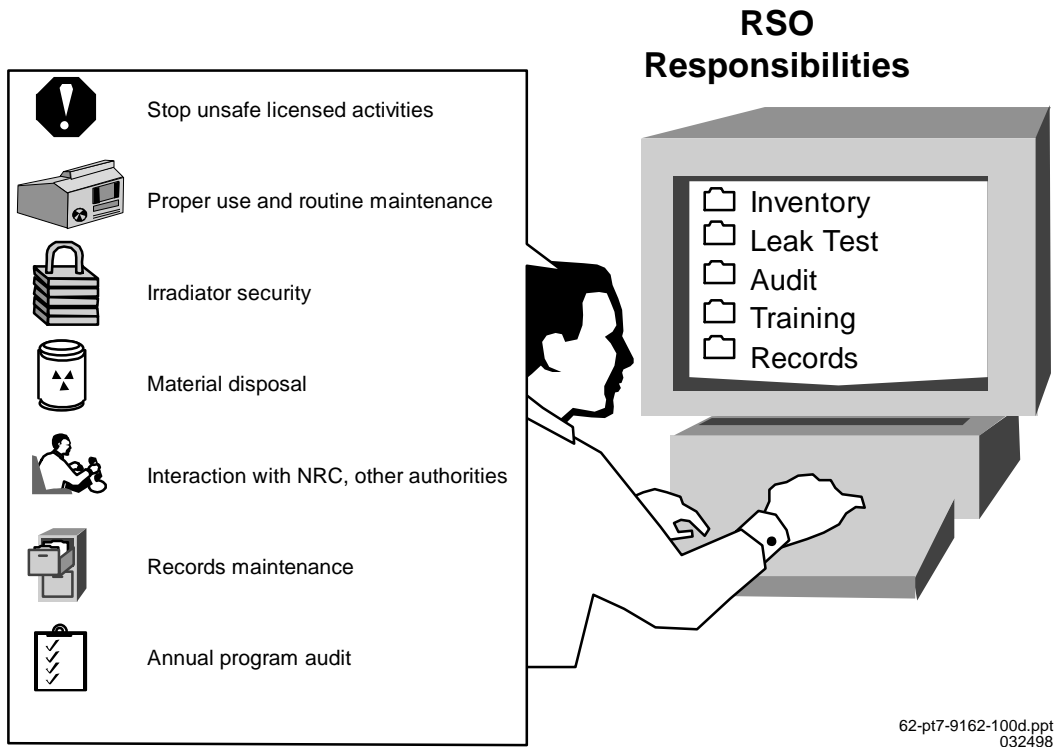 RSO
Responsibilities
Stop unsafe licensed activities
Proper use and routine maintenance
Irradiator security
Material disposal
Interaction with NRC, other authorities
Records maintenance
Annual program audit
Inventory
Leak Test
Audit
Training
Records
62-pt7-9162-100d.ppt
032498